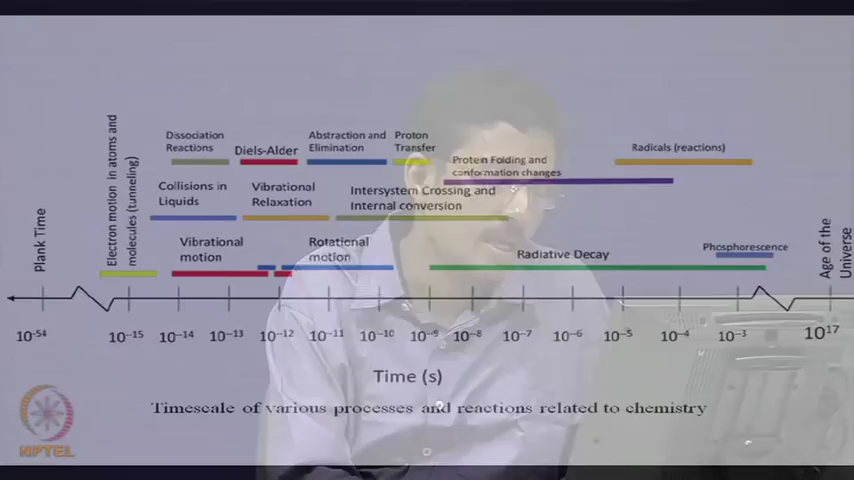 Dissociation
Reactions
Diels-Alder
Abstraction and
Elimination
Proton
Transfer
Radicals (reactions)
Protein Folding and
conformation changes
Electron motion in atoms and
molecules (tunneling)
Collisions in
Liquids
Vibrational
Relaxation
Intersystem Crossing and
Internal conversion
Plank Time
Vibrational
motion
Rotational
motion
Radiative Decay
Phosphorescence
Age of the
Universe
10-54 10-15 10-14 10-13 10-12 10-11 10-10 10-9 10-8 10-7 10-6 10-5 10-4 10-3 1017
Time (s)
Timescale of various processes and reactions related to chemistry
NPTEL